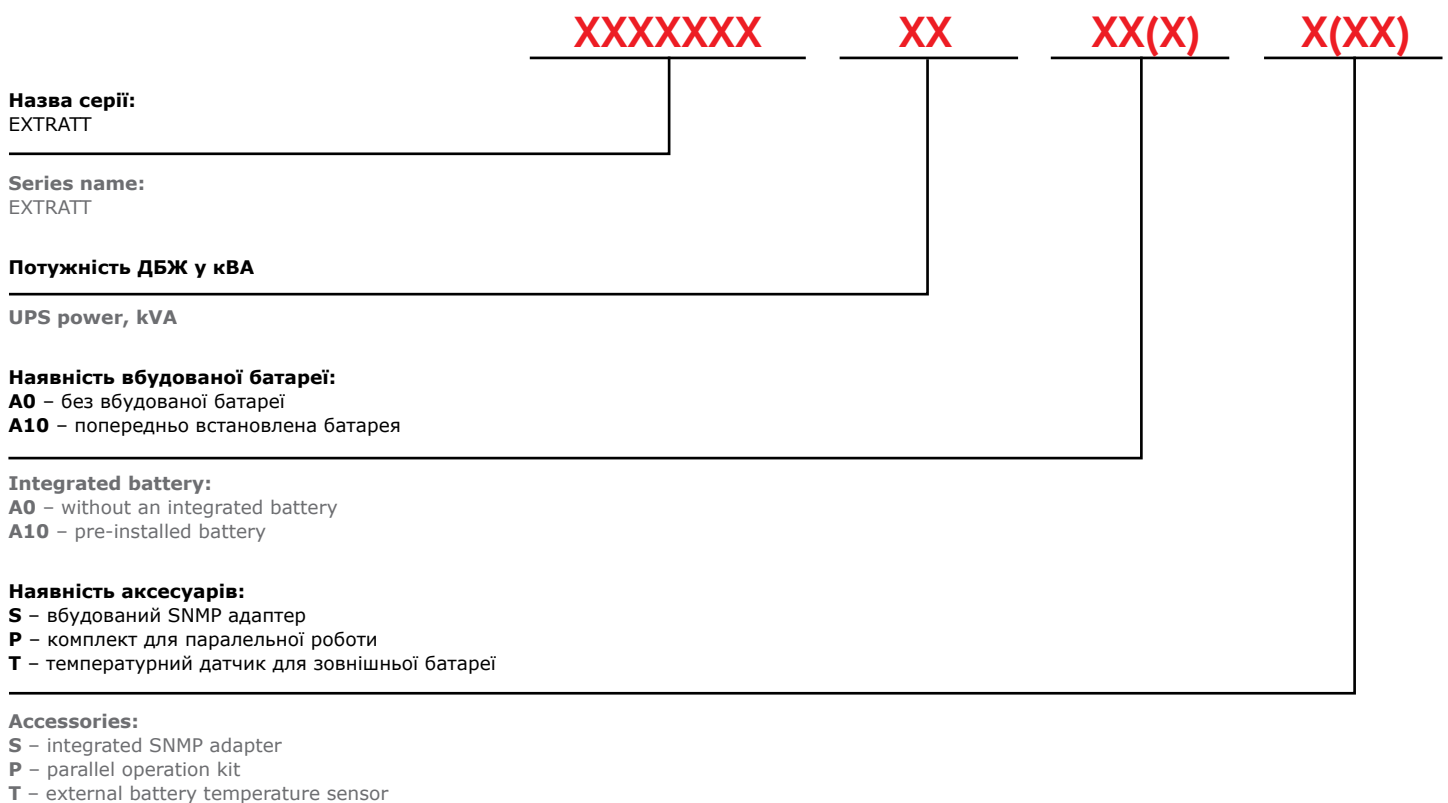 XXXXXXX XX XX(X) X(XX)
Назва серії:
EXTRATT
Series name:
EXTRATT
Потужність ДБЖ у кВА
UPS power, kVA
Наявність вбудованої батареї:
A0 – без вбудованої батареї
A10 – попередньо встановлена батарея
Integrated battery:
A0 – without an integrated battery
A10 – pre-installed battery
Наявність аксесуарів:
S – вбудований SNMP адаптер
P – комплект для паралельної роботи
T – температурний датчик для зовнішньої батареї
Accessories:
S – integrated SNMP adapter
P – parallel operation kit
T – external battery temperature sensor